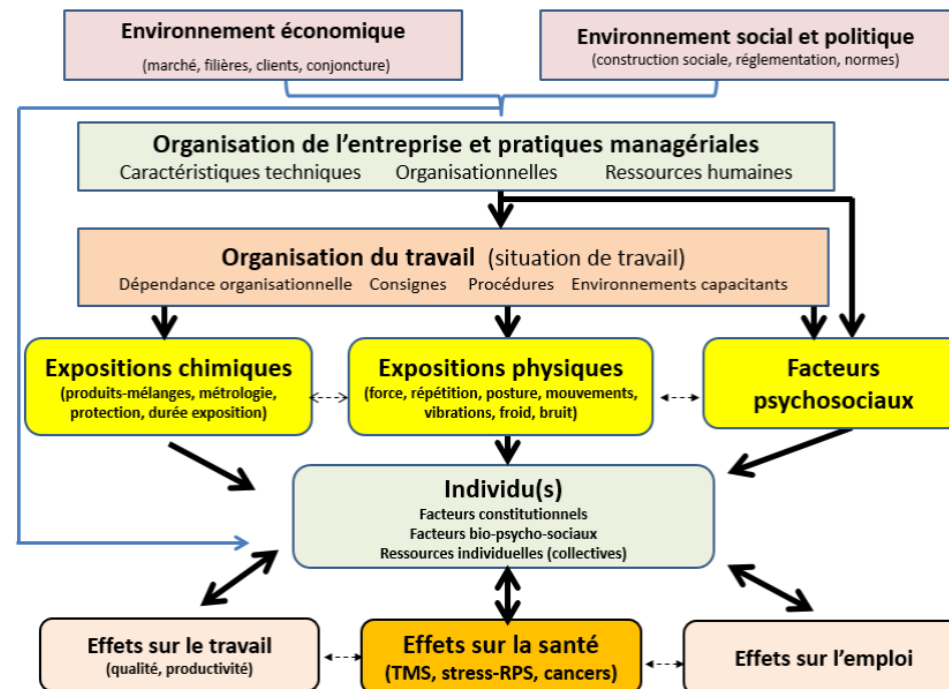 Environnement économique
(marché, filières, clients, conjoncture)
Environnement social et politique
(construction sociale, réglementation, normes)
Organisation de l’entreprise et pratiques managériales
Caractéristiques techniques Organisationnelles Ressources humaines
Organisation du travail (situation de travail)
Dépendance organisationnelle Consignes Procédures Environnements capacitants
Expositions chimiques
(produits-mélanges, métrologie,
protection, durée exposition)
Expositions physiques
(force, répétition, posture, mouvements,
vibrations, froid, bruit)
Facteurs
psychosociaux
Individu(s)
Facteurs constitutionnels
Facteurs bio-psycho-sociaux
Ressources individuelles (collectives)
Effets sur le travail
(qualité, productivité)
Effets sur la santé
(TMS, stress-RPS, cancers)
Effets sur l’emploi